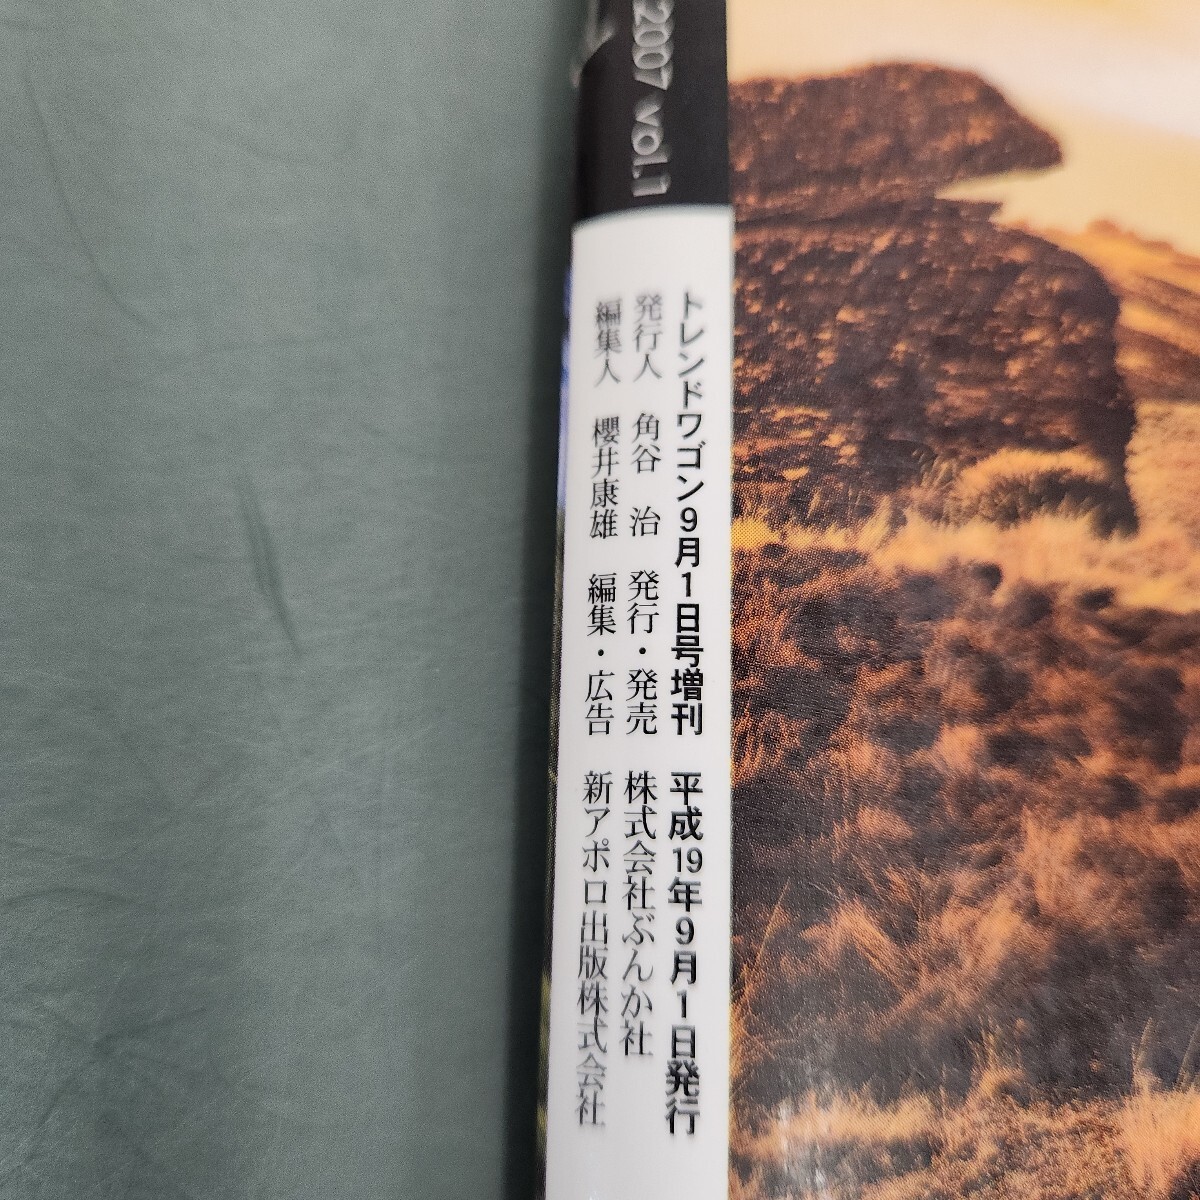 2007 vol.1
トレンドワゴン9月1日号増刊 平成19年9月1日発行
発行人 角谷 治 発行・発売 株式会社ぶんか社
編集人 櫻井康雄 編集・広告 新アポロ出版株式会社